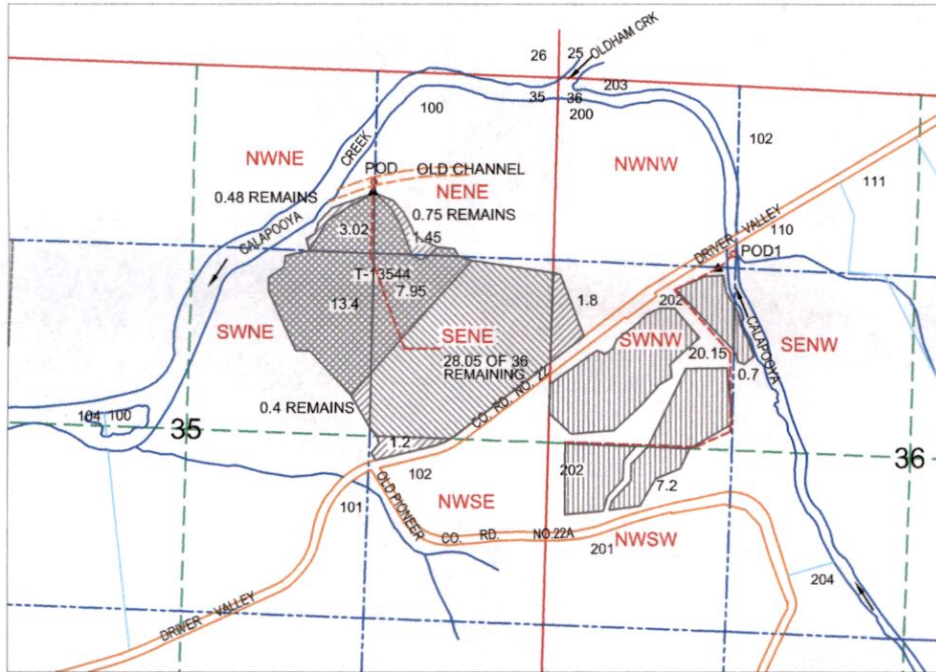 26
25
OLDHAM CRK
35
36
203
100
200
102
NWNE
CREEK
NWNW
POD
OLD CHANNEL
111
NENE
0.48 REMAINS
0.75 REMAINS
3.02
1.45
110
DRIVER VALLEY
CALAPOOYA
POD1
T-13544
7.95
13.4
1.8
202
SWNE
SENE
SWNW
SENW
20.15
CALAPOOYA
28.05 OF 36
REMAINING
0.7
CO. RD. NO. 22
0.4 REMAINS
104
100
35
36
1.2
102
202
7.2
101
OLD PIONEER
NWSE
CO. RD. NO.22A
201
NWSW
204
DRIVER VALLEY